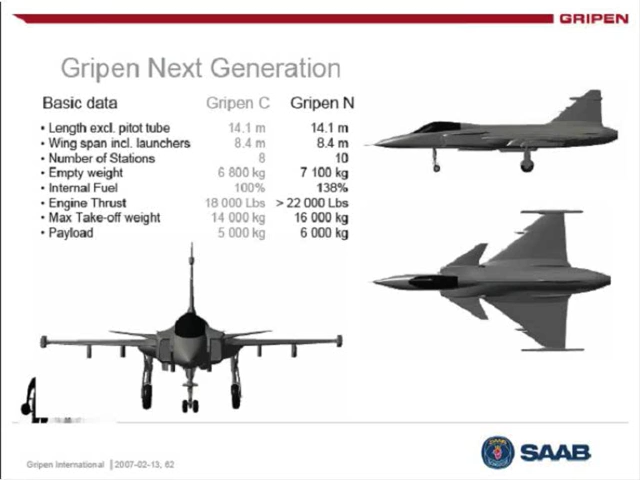 GRIPEN
Gripen Next Generation
Basic data Gripen C Gripen N
• Length excl. pitot tube 14.1 m 14.1 m
• Wing span incl. launchers 8.4 m 8.4 m
• Number of Stations 8 10
• Empty weight 6 800 kg 7 100 kg
• Internal Fuel 100% 138%
• Engine Thrust 18 000 Lbs > 22 000 Lbs
• Max Take-off weight 14 000 kg 16 000 kg
• Payload 5 000 kg 6 000 kg
Gripen International | 2007-02-13, 62
SAAB